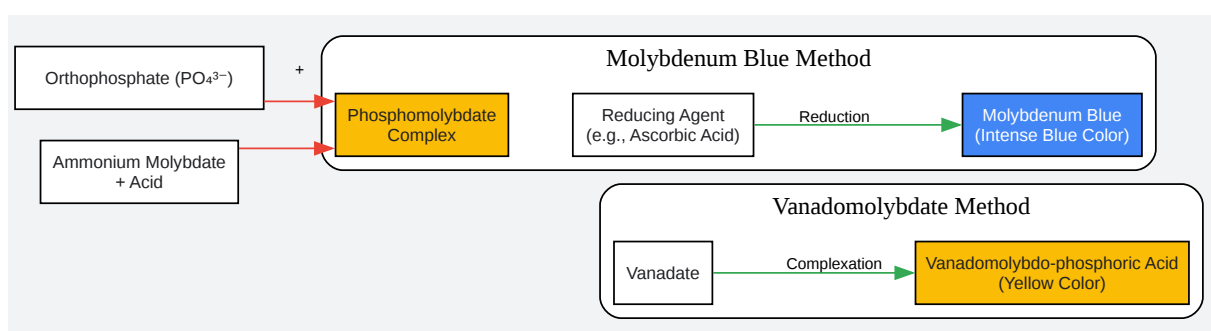 Orthophosphate (PO₄³⁻)
+
Ammonium Molybdate
+ Acid
Molybdenum Blue Method
Phosphomolybdate
Complex
Reducing Agent
(e.g., Ascorbic Acid)
Reduction
Molybdenum Blue
(Intense Blue Color)
Vanadomolybdate Method
Vanadate
Complexation
Vanadomolybdo-phosphoric Acid
(Yellow Color)